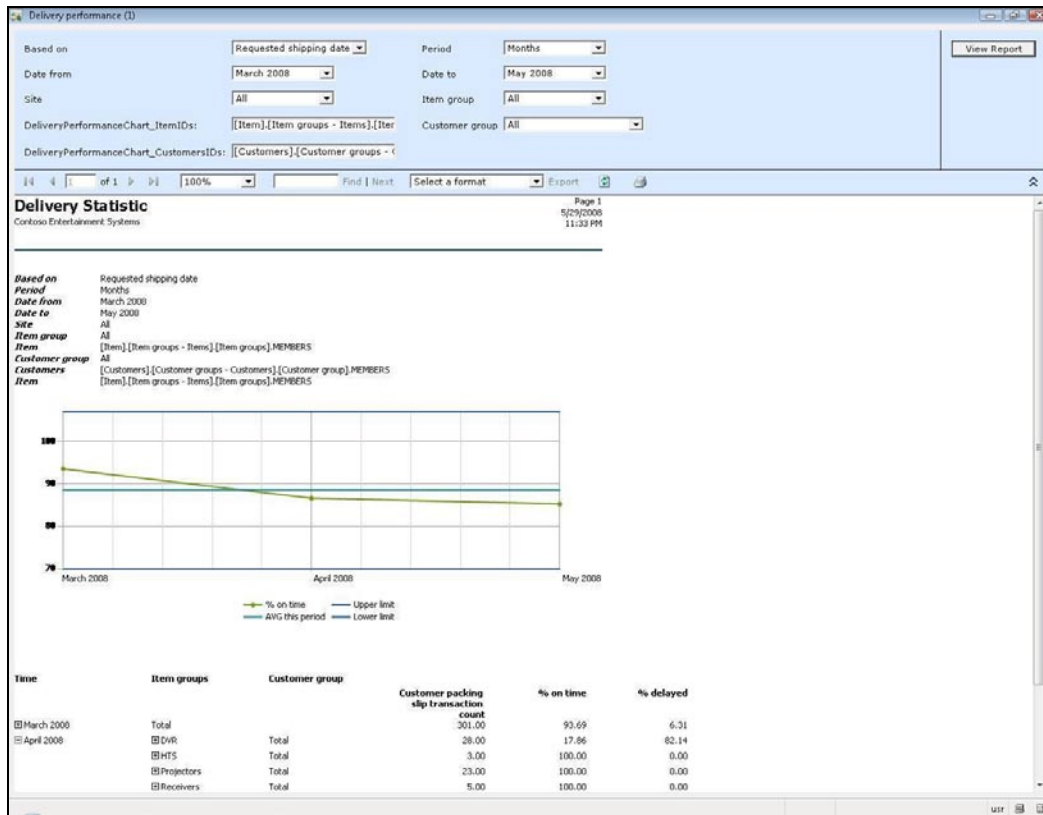 Delivery performance (1)
Based on Requested shipping date Period Months View Report
Date from March 2008 Date to May 2008
Site All Item group All
DeliveryPerformanceChart_ItemIDs: [Item].[Item groups - Items].[Iter Customer group All
DeliveryPerformanceChart_CustomersIDs: [Customers].[Customer groups - (
1 of 1 100% Find | Next Select a format Export
Delivery Statistic Page 1
Contoso Entertainment Systems 5/29/2008
11:33 PM
Based on Requested shipping date
Period Months
Date from March 2008
Date to May 2008
Site All
Item group All
Item [Item].[Item groups - Items].[Item groups].MEMBERS
Customer group All
Customers [Customers].[Customer groups - Customers].[Customer group].MEMBERS
Item [Item].[Item groups - Items].[Item groups].MEMBERS
100
90
80
70
March 2008 April 2008 May 2008
% on time Upper limit
AVG this period Lower limit
Time Item groups Customer group
Customer packing slip transaction count % on time % delayed
March 2008 Total 301.00 93.69 6.31
April 2008 DVR Total 28.00 17.86 82.14
HTS Total 3.00 100.00 0.00
Projectors Total 23.00 100.00 0.00
Receivers Total 5.00 100.00 0.00
usr